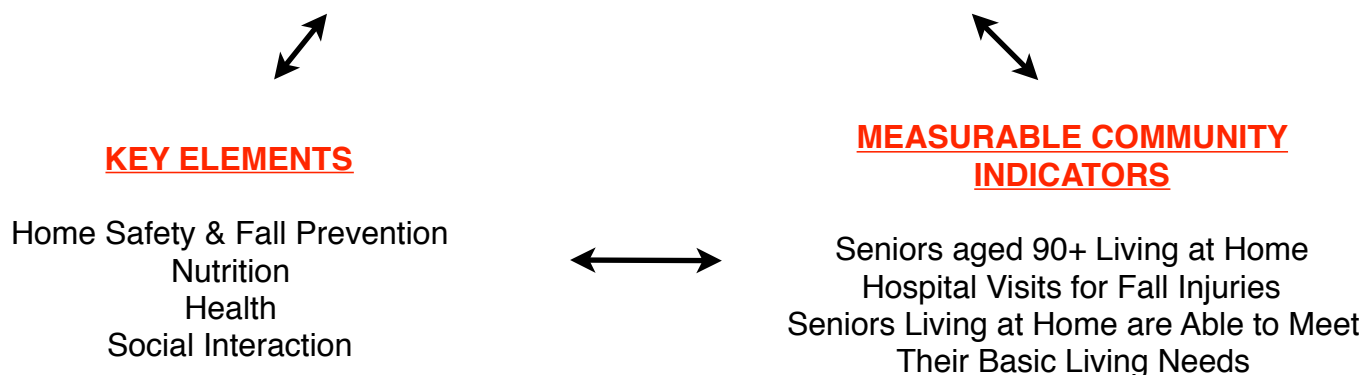 KEY ELEMENTS
Home Safety & Fall Prevention
Nutrition
Health
Social Interaction
MEASURABLE COMMUNITY
INDICATORS
Seniors aged 90+ Living at Home
Hospital Visits for Fall Injuries
Seniors Living at Home are Able to Meet
Their Basic Living Needs